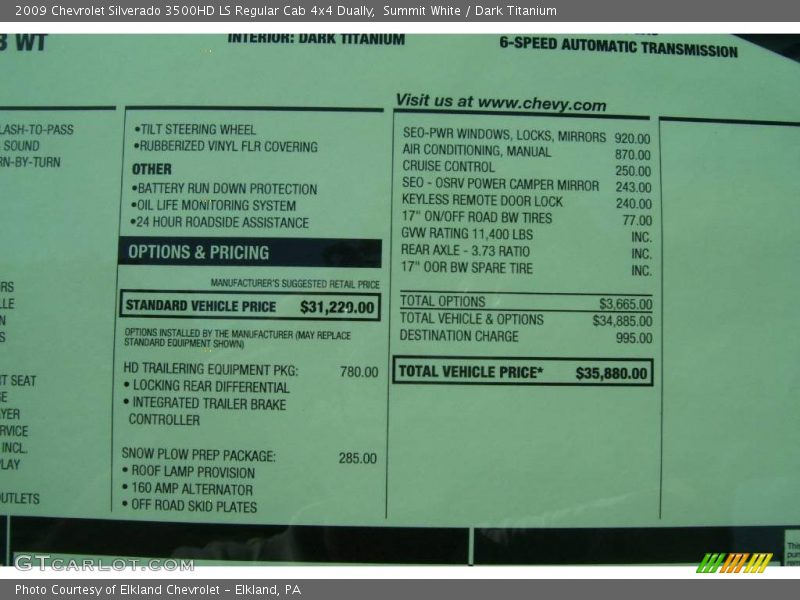 2009 Chevrolet Silverado 3500HD LS Regular Cab 4x4 Dually, Summit White / Dark Titanium
WT
INTERIOR: DARK TITANIUM
6-SPEED AUTOMATIC TRANSMISSION
LASH-TO-PASS
SOUND
RN-BY-TURN
RS
LLE
N
S
T SEAT
GE
AYER
RVICE
INCL.
PLAY
OUTLETS
•TILT STEERING WHEEL
•RUBBERIZED VINYL FLR COVERING
OTHER
•BATTERY RUN DOWN PROTECTION
•OIL LIFE MONITORING SYSTEM
•24 HOUR ROADSIDE ASSISTANCE
OPTIONS & PRICING
MANUFACTURER'S SUGGESTED RETAIL PRICE
STANDARD VEHICLE PRICE $31,220.00
OPTIONS INSTALLED BY THE MANUFACTURER (MAY REPLACE
STANDARD EQUIPMENT SHOWN)
HD TRAILERING EQUIPMENT PKG: 780.00
• LOCKING REAR DIFFERENTIAL
• INTEGRATED TRAILER BRAKE
CONTROLLER
SNOW PLOW PREP PACKAGE: 285.00
• ROOF LAMP PROVISION
• 160 AMP ALTERNATOR
• OFF ROAD SKID PLATES
Visit us at www.chevy.com
SEO-PWR WINDOWS, LOCKS, MIRRORS 920.00
AIR CONDITIONING, MANUAL 870.00
CRUISE CONTROL 250.00
SEO - OSRV POWER CAMPER MIRROR 243.00
KEYLESS REMOTE DOOR LOCK 240.00
17" ON/OFF ROAD BW TIRES 77.00
GVW RATING 11,400 LBS INC.
REAR AXLE - 3.73 RATIO INC.
17" OOR BW SPARE TIRE INC.
TOTAL OPTIONS $3,665.00
TOTAL VEHICLE & OPTIONS $34,885.00
DESTINATION CHARGE 995.00
TOTAL VEHICLE PRICE* $35,880.00
This
GTCARLOT.COM
Photo Courtesy of Elkland Chevrolet – Elkland, PA